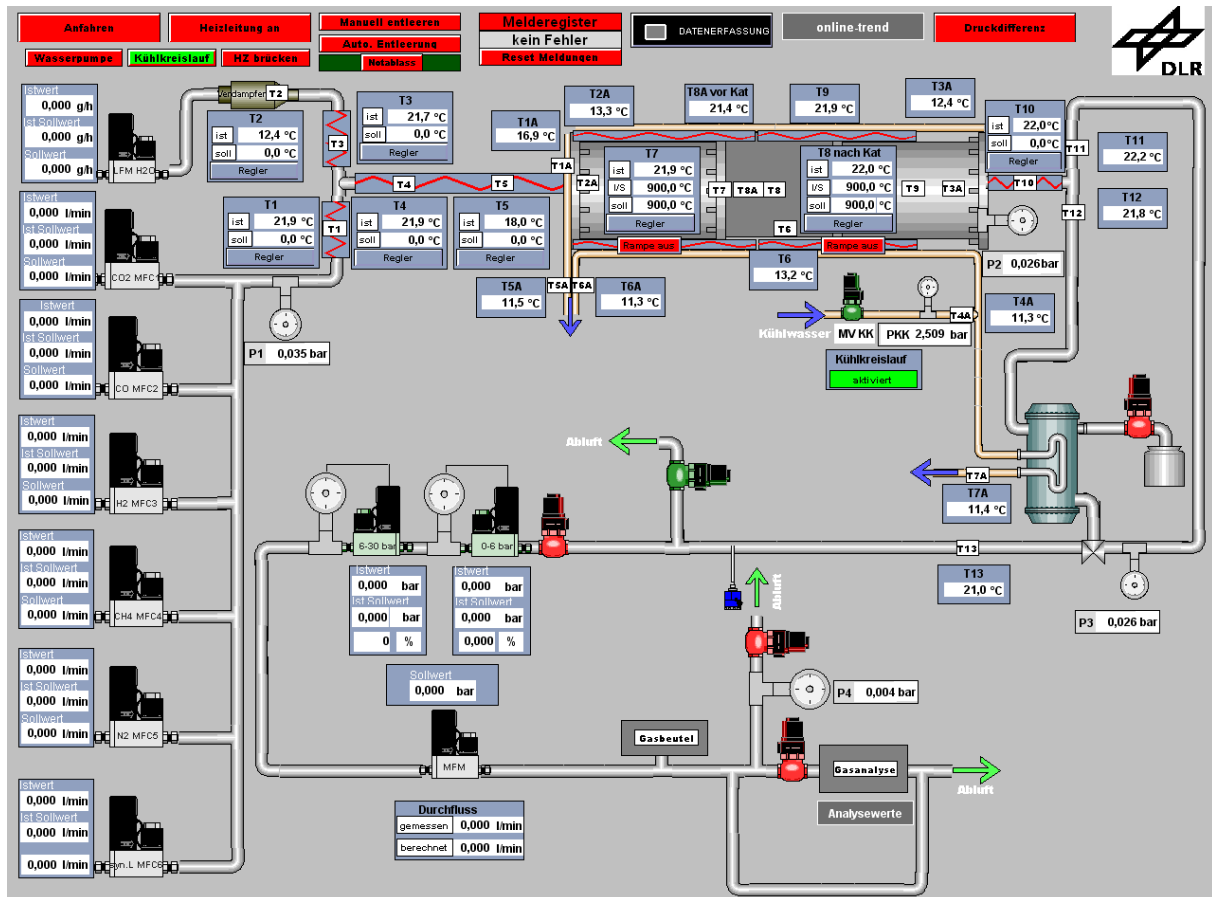 Anfahren
Heizleitung an
Manuell entleeren
Auto. Entleerung
Notablass
Melderegister
kein Fehler
Reset Meldungen
DATENERFASSUNG
online-trend
Druckdifferenz
DLR
Wasserpumpe
Kühlkreislauf
HZ brücken
Istwert
0,000 g/h
Ist Sollwert
0,000 g/h
Sollwert
0,000 g/h
LFM H2O
Verdampfer
T2
T2
ist 12,4 °C
soll 0,0 °C
Regler
T3
T3
ist 21,7 °C
soll 0,0 °C
Regler
T1A
16,9 °C
T2A
13,3 °C
T8A vor Kat
21,4 °C
T9
21,9 °C
T3A
12,4 °C
T10
ist 22,0°C
soll 0,0°C
Regler
T11
T11
22,2 °C
T12
T12
21,8 °C
T1A
T2A
T7
ist 21,9 °C
I/S 900,0 °C
soll 900,0 °C
Regler
T7
T8A
T8
T6
T8 nach Kat
ist 22,0 °C
I/S 900,0 °C
soll 900,0 °C
Regler
T9
T3A
T10
Rampe aus
Rampe aus
T4
T5
T1
T1
ist 21,9 °C
soll 0,0 °C
Regler
T4
ist 21,9 °C
soll 0,0 °C
Regler
T5
ist 18,0 °C
soll 0,0 °C
Regler
Istwert
0,000 l/min
Ist Sollwert
0,000 l/min
Sollwert
0,000 l/min
CO2 MFC1
P1 0,035 bar
T5A
11,5 °C
T5A
T6A
T6A
11,3 °C
T6
13,2 °C
P2 0,026bar
T4A
T4A
11,3 °C
Kühlwasser
MV KK
PKK 2,509 bar
Kühlkreislauf
aktiviert
Istwert
0,000 l/min
Ist Sollwert
0,000 l/min
Sollwert
0,000 l/min
CO MFC2
Istwert
0,000 l/min
Ist Sollwert
0,000 l/min
Sollwert
0,000 l/min
H2 MFC3
Abluft
T7A
T7A
11,4 °C
6-30 bar
0-6 bar
Istwert
0,000 bar
Ist Sollwert
0,000 bar
0 %
Istwert
0,000 bar
Ist Sollwert
0,000 bar
0,000 %
Sollwert
0,000 bar
T13
T13
21,0 °C
P3 0,026 bar
Abluft
P4 0,004 bar
Istwert
0,000 l/min
Ist Sollwert
0,000 l/min
Sollwert
0,000 l/min
CH4 MFC4
Istwert
0,000 l/min
Ist Sollwert
0,000 l/min
Sollwert
0,000 l/min
N2 MFC5
MFM
Gasbeutel
Gasanalyse
Abluft
Analysewerte
Durchfluss
gemessen 0,000 l/min
berechnet 0,000 l/min
Istwert
0,000 l/min
Ist Sollwert
0,000 l/min
0,000 l/min
syn.L MFC6